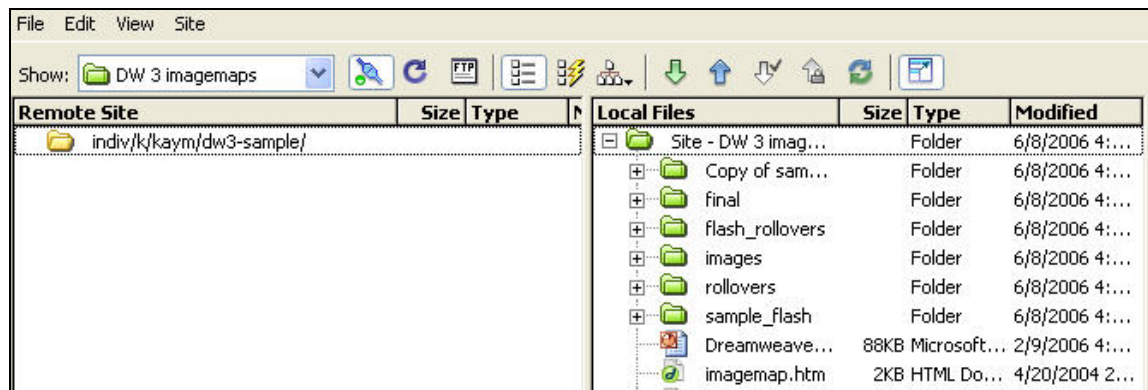 File Edit View Site
Show: DW 3 imagemaps FTP
Remote Site Size Type Local Files Size Type Modified
indiv/k/kaym/dw3-sample/ Site - DW 3 imag... Folder 6/8/2006 4:...
Copy of sam... Folder 6/8/2006 4:...
final Folder 6/8/2006 4:...
flash_rollovers Folder 6/8/2006 4:...
images Folder 6/8/2006 4:...
rollovers Folder 6/8/2006 4:...
sample_flash Folder 6/8/2006 4:...
Dreamweave... 88KB Microsoft... 2/9/2006 4:...
imagemap.htm 2KB HTML Do... 4/20/2004 2...